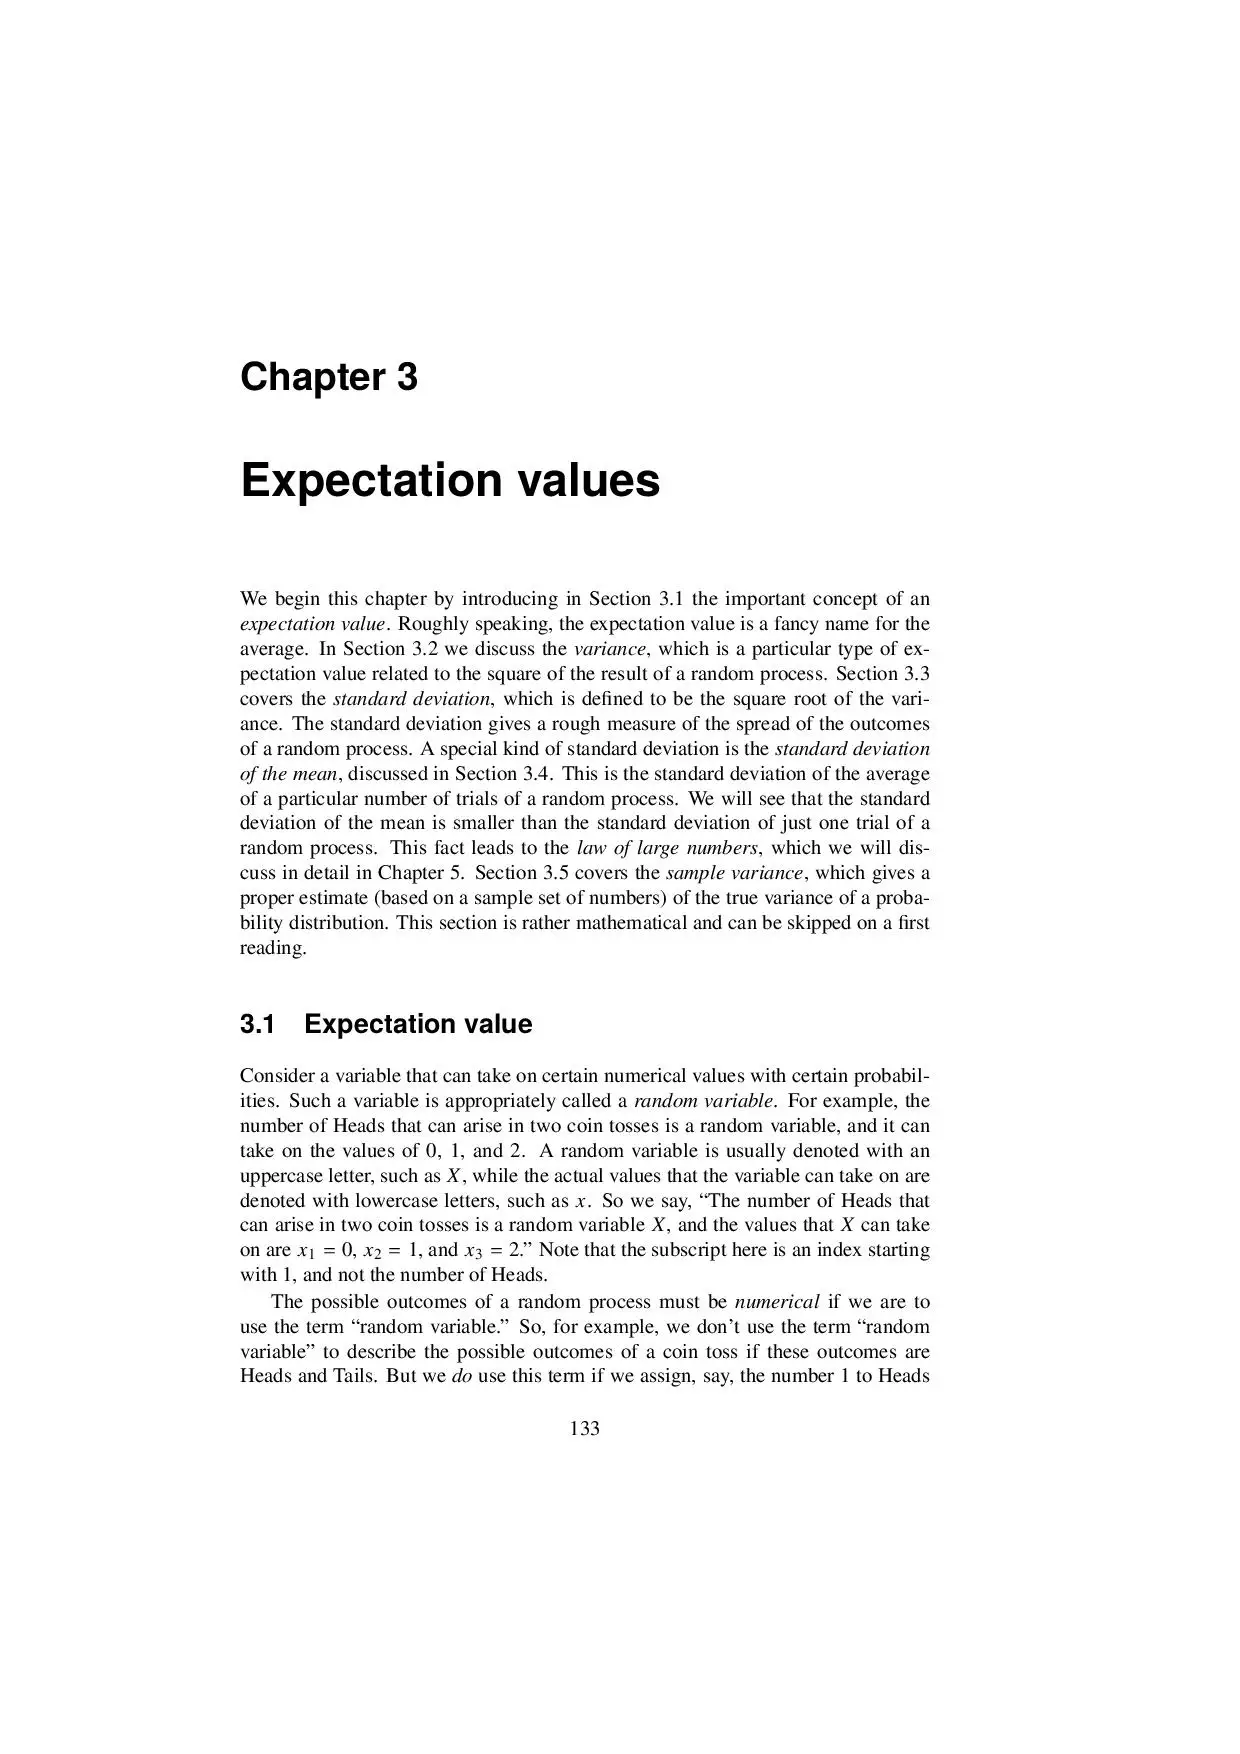 Chapter 3
Expectation values
We begin this chapter by introducing in Section 3.1 the important concept of an
expectation value. Roughly speaking, the expectation value is a fancy name for the
average. In Section 3.2 we discuss the variance, which is a particular type of ex-
pectation value related to the square of the result of a random process. Section 3.3
covers the standard deviation, which is defined to be the square root of the vari-
ance. The standard deviation gives a rough measure of the spread of the outcomes
of a random process. A special kind of standard deviation is the standard deviation
of the mean, discussed in Section 3.4. This is the standard deviation of the average
of a particular number of trials of a random process. We will see that the standard
deviation of the mean is smaller than the standard deviation of just one trial of a
random process. This fact leads to the law of large numbers, which we will dis-
cuss in detail in Chapter 5. Section 3.5 covers the sample variance, which gives a
proper estimate (based on a sample set of numbers) of the true variance of a proba-
bility distribution. This section is rather mathematical and can be skipped on a first
reading.
3.1 Expectation value
Consider a variable that can take on certain numerical values with certain probabil-
ities. Such a variable is appropriately called a random variable. For example, the
number of Heads that can arise in two coin tosses is a random variable, and it can
take on the values of 0, 1, and 2. A random variable is usually denoted with an
uppercase letter, such as X, while the actual values that the variable can take on are
denoted with lowercase letters, such as x. So we say, “The number of Heads that
can arise in two coin tosses is a random variable X, and the values that X can take
on are x₁ = 0, x₂ = 1, and x₃ = 2.” Note that the subscript here is an index starting
with 1, and not the number of Heads.
The possible outcomes of a random process must be numerical if we are to
use the term “random variable.” So, for example, we don’t use the term “random
variable” to describe the possible outcomes of a coin toss if these outcomes are
Heads and Tails. But we do use this term if we assign, say, the number 1 to Heads
133